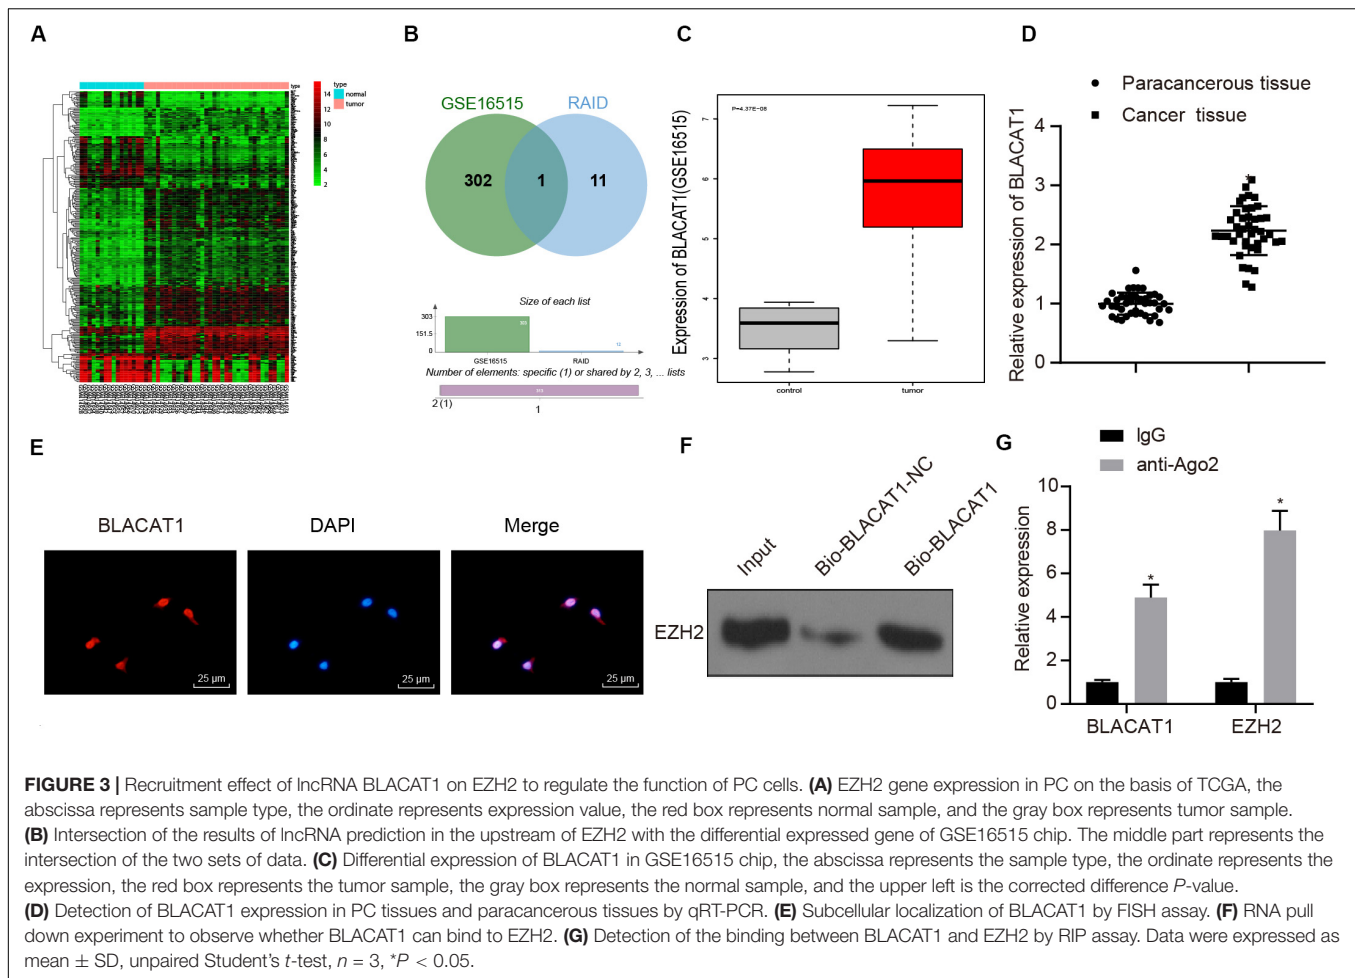 A
type
type
normal
tumor
14
12
10
8
6
4
2
B
GSE16515
RAID
302
1
11
Size of each list
303
151.5
0
GSE16515
RAID
12
Number of elements: specific (1) or shared by 2, 3, ... lists
2 (1)
1
C
P=4.37E-08
Expression of BLACAT1(GSE16515)
7
6
5
4
3
control
tumor
D
Paracancerous tissue
Cancer tissue
Relative expression of BLACAT1
4
3
2
1
0
*
E
BLACAT1
DAPI
Merge
25 µm
25 µm
25 µm
F
Input
Bio-BLACAT1-NC
Bio-BLACAT1
EZH2
G
IgG
anti-Ago2
Relative expression
10
8
6
4
2
0
*
*
BLACAT1
EZH2
FIGURE 3 | Recruitment effect of lncRNA BLACAT1 on EZH2 to regulate the function of PC cells. (A) EZH2 gene expression in PC on the basis of TCGA, the
abscissa represents sample type, the ordinate represents expression value, the red box represents normal sample, and the gray box represents tumor sample.
(B) Intersection of the results of lncRNA prediction in the upstream of EZH2 with the differential expressed gene of GSE16515 chip. The middle part represents the
intersection of the two sets of data. (C) Differential expression of BLACAT1 in GSE16515 chip, the abscissa represents the sample type, the ordinate represents the
expression, the red box represents the tumor sample, the gray box represents the normal sample, and the upper left is the corrected difference P-value.
(D) Detection of BLACAT1 expression in PC tissues and paracancerous tissues by qRT-PCR. (E) Subcellular localization of BLACAT1 by FISH assay. (F) RNA pull
down experiment to observe whether BLACAT1 can bind to EZH2. (G) Detection of the binding between BLACAT1 and EZH2 by RIP assay. Data were expressed as
mean ± SD, unpaired Student's t-test, n = 3, *P < 0.05.